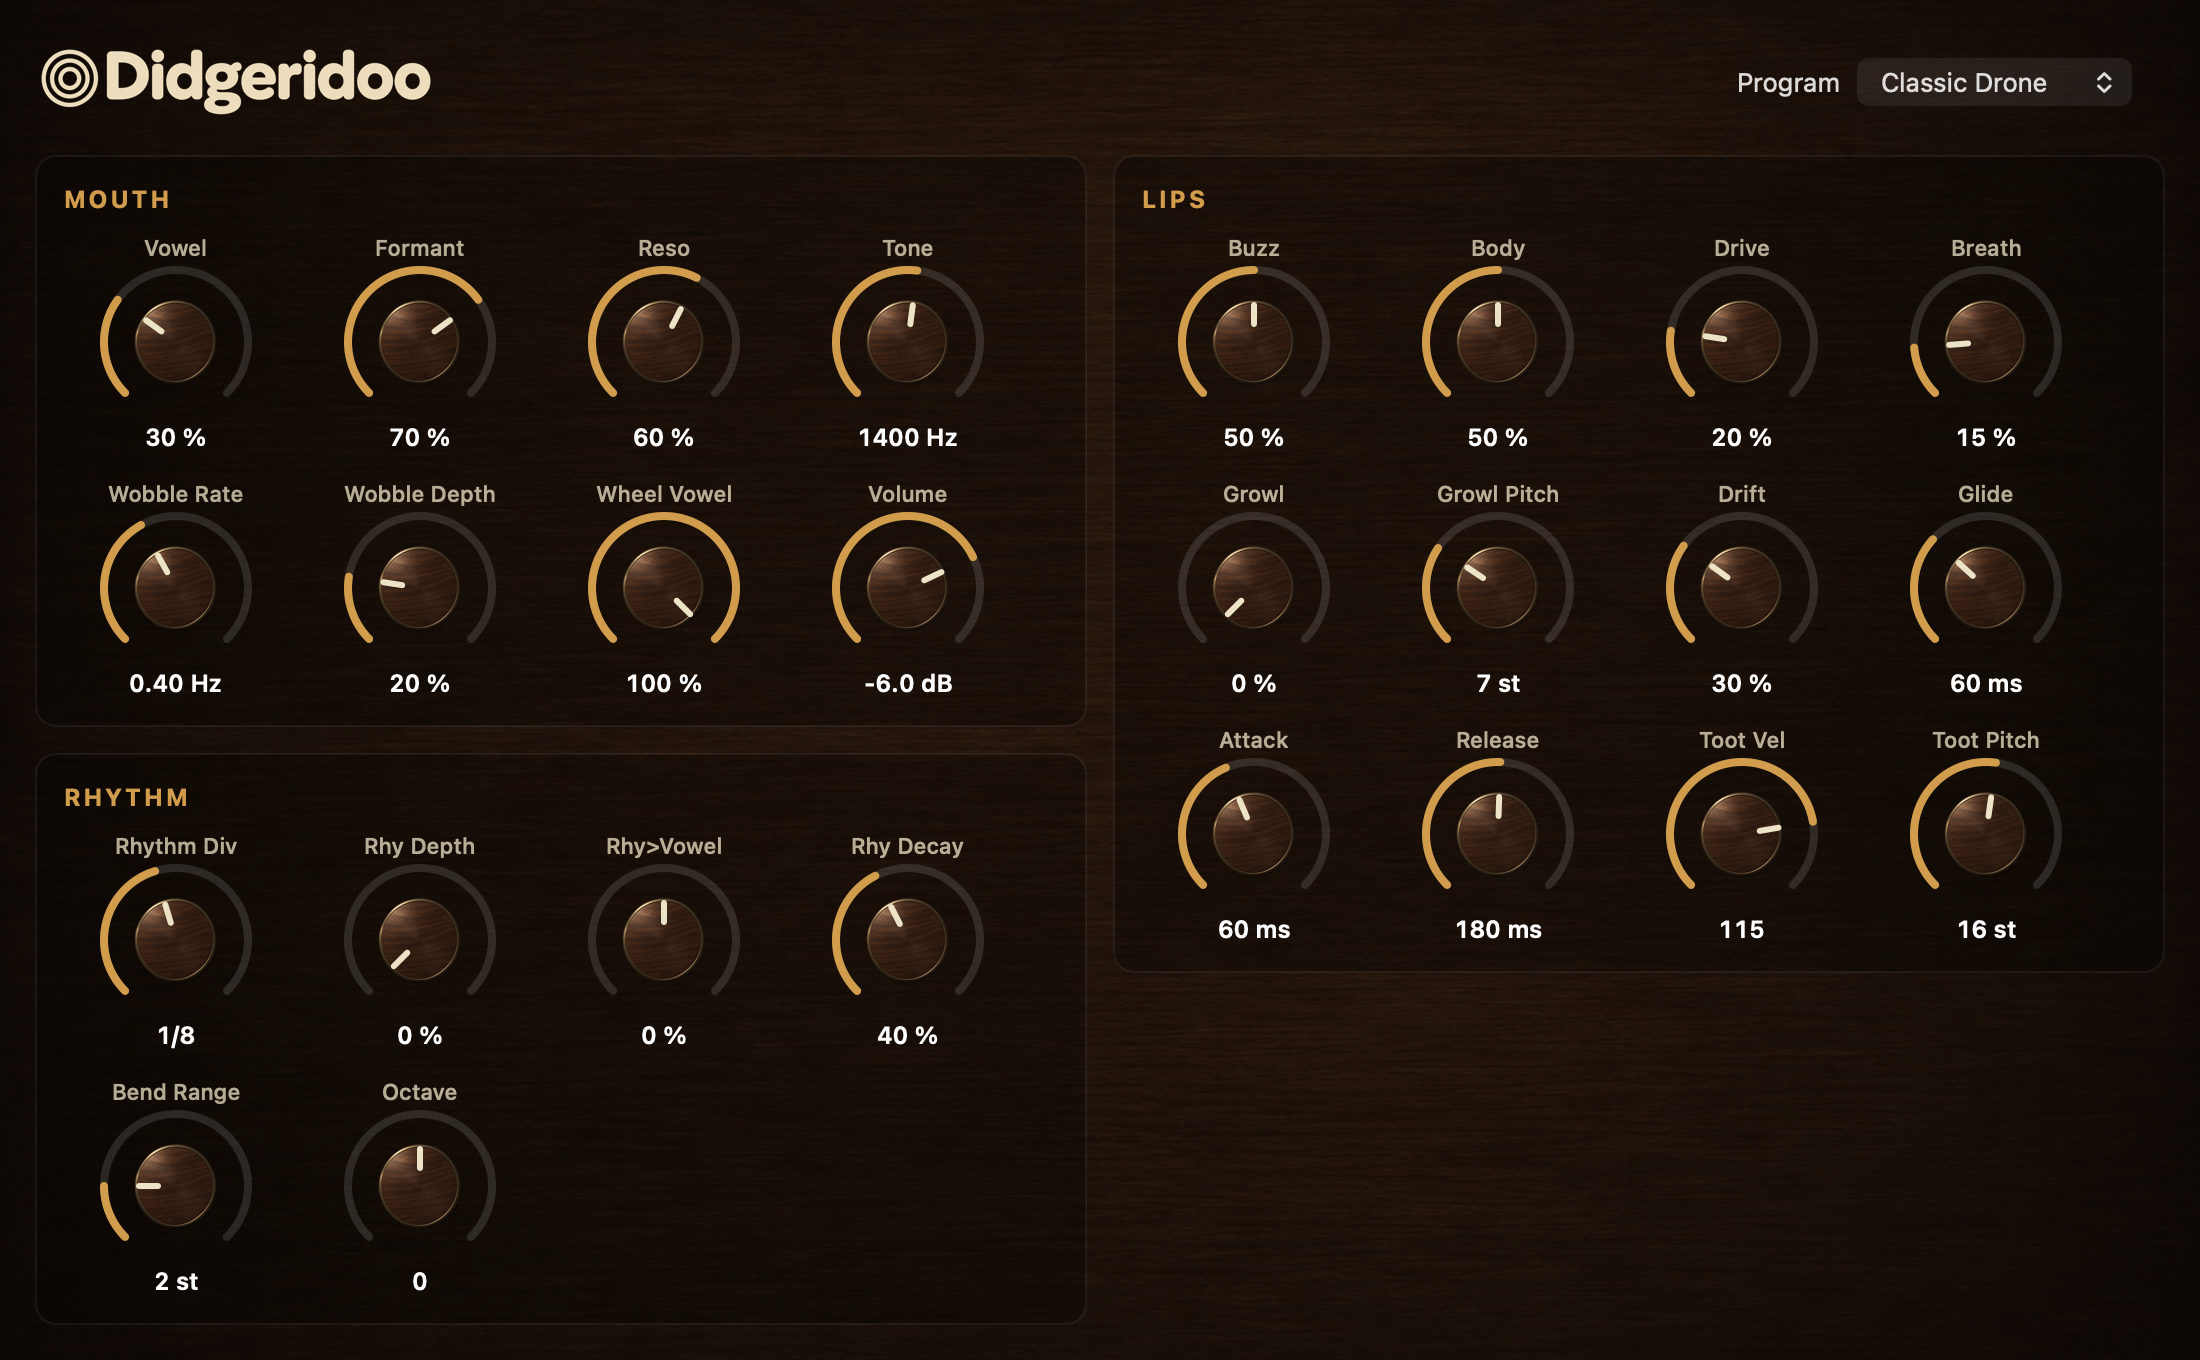 Didgeridoo
Program Classic Drone
MOUTH
Vowel Formant Reso Tone
30 % 70 % 60 % 1400 Hz
Wobble Rate Wobble Depth Wheel Vowel Volume
0.40 Hz 20 % 100 % -6.0 dB
RHYTHM
Rhythm Div Rhy Depth Rhy>Vowel Rhy Decay
1/8 0 % 0 % 40 %
Bend Range Octave
2 st 0
LIPS
Buzz Body Drive Breath
50 % 50 % 20 % 15 %
Growl Growl Pitch Drift Glide
0 % 7 st 30 % 60 ms
Attack Release Toot Vel Toot Pitch
60 ms 180 ms 115 16 st